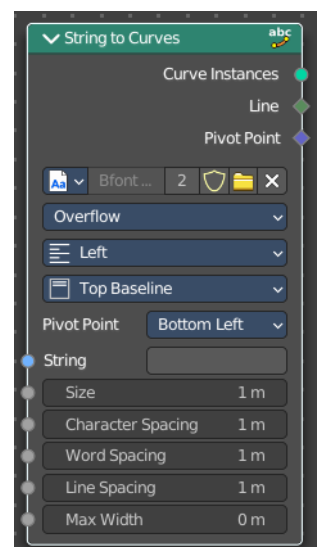 String to Curves abc
Curve Instances
Line
Pivot Point
Aa Bfont ... 2
Overflow
Left
Top Baseline
Pivot Point Bottom Left
String
Size 1 m
Character Spacing 1 m
Word Spacing 1 m
Line Spacing 1 m
Max Width 0 m